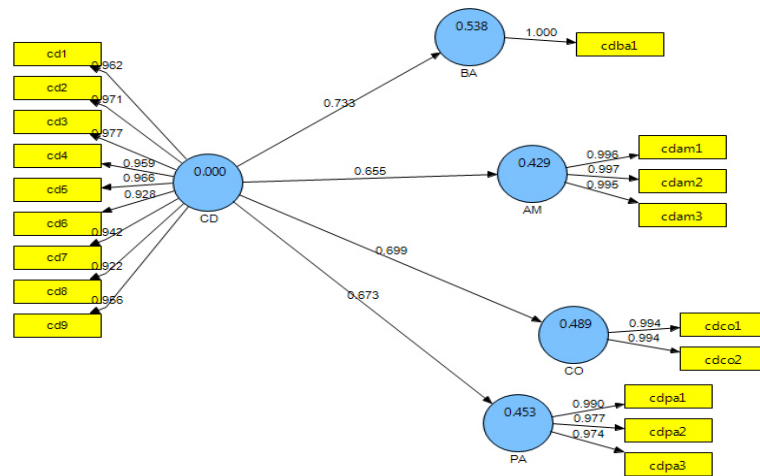 cd1
0.962
cd2
0.971
cd3
0.977
cd4
0.959
cd5
0.966
cd6
0.928
cd7
0.942
cd8
0.922
cd9
0.956
0.000
CD
0.733
0.538
BA
1.000
cdba1
0.655
0.429
AM
0.996
cdam1
0.997
cdam2
0.995
cdam3
0.699
0.489
CO
0.994
cdco1
0.994
cdco2
0.673
0.453
PA
0.990
cdpa1
0.977
cdpa2
0.974
cdpa3